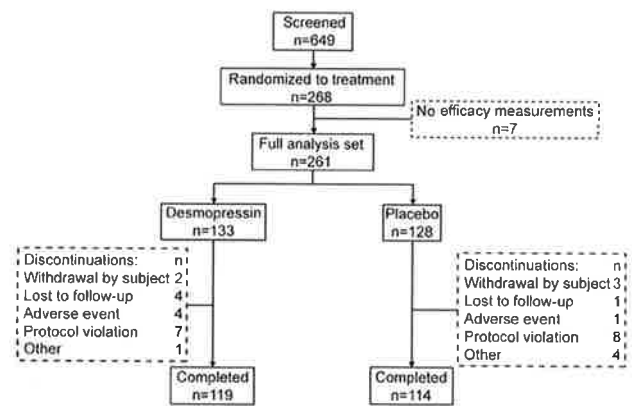 Screened
n=649
Randomized to treatment
n=268
No efficacy measurements
n=7
Full analysis set
n=261
Desmopressin
n=133
Placebo
n=128
Discontinuations: n
Withdrawal by subject 2
Lost to follow-up 4
Adverse event 4
Protocol violation 7
Other 1
Discontinuations: n
Withdrawal by subject 3
Lost to follow-up 1
Adverse event 1
Protocol violation 8
Other 4
Completed
n=119
Completed
n=114